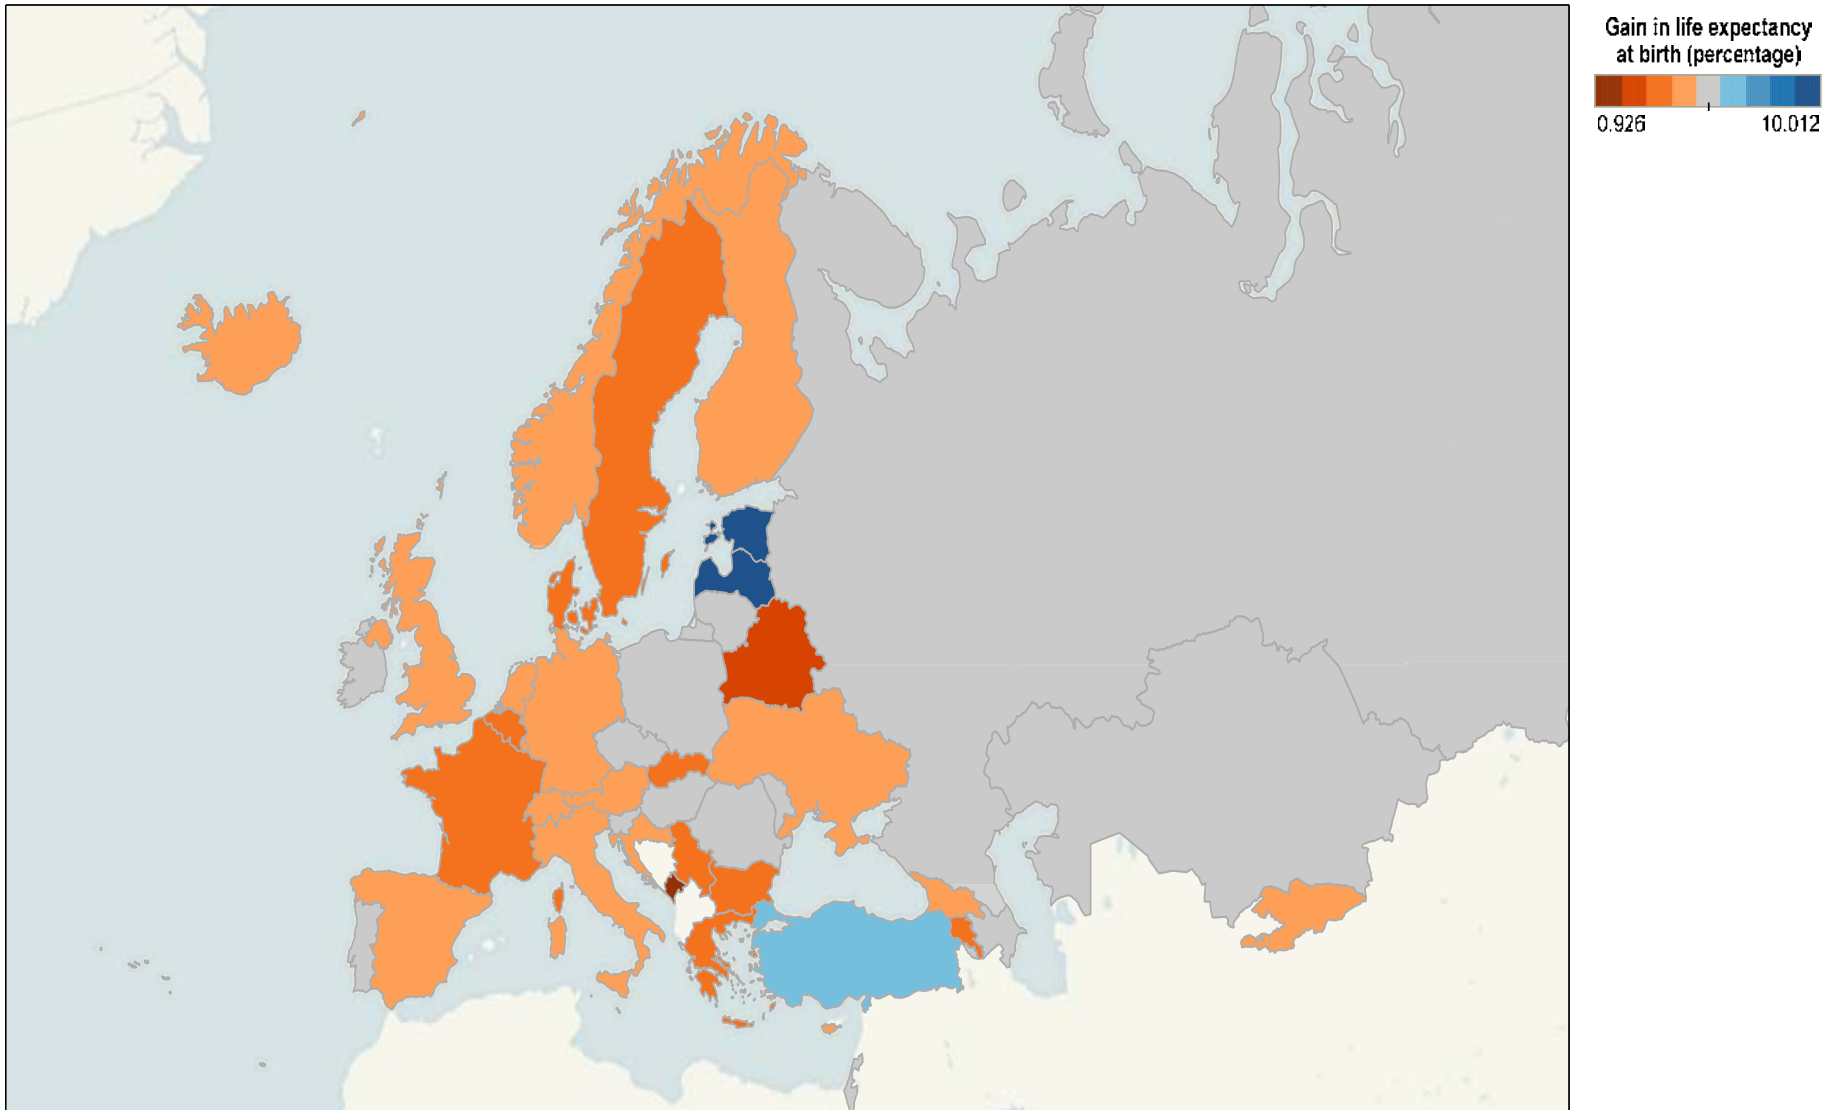 Gain in life expectancy
at birth (percentage)
0.926
10.012